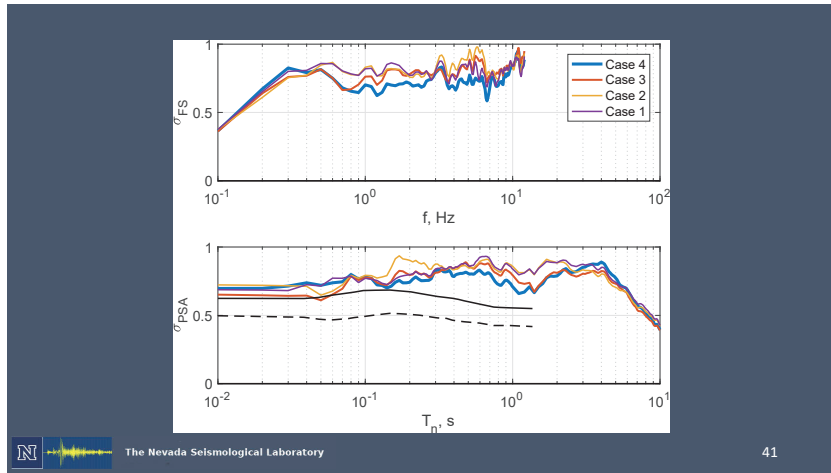 1
0.5
0
σFS
10^-1
10^0
10^1
10^2
f, Hz
Case 4
Case 3
Case 2
Case 1
1
0.5
0
σPSA
10^-2
10^-1
10^0
10^1
Tn, s
N
The Nevada Seismological Laboratory
41